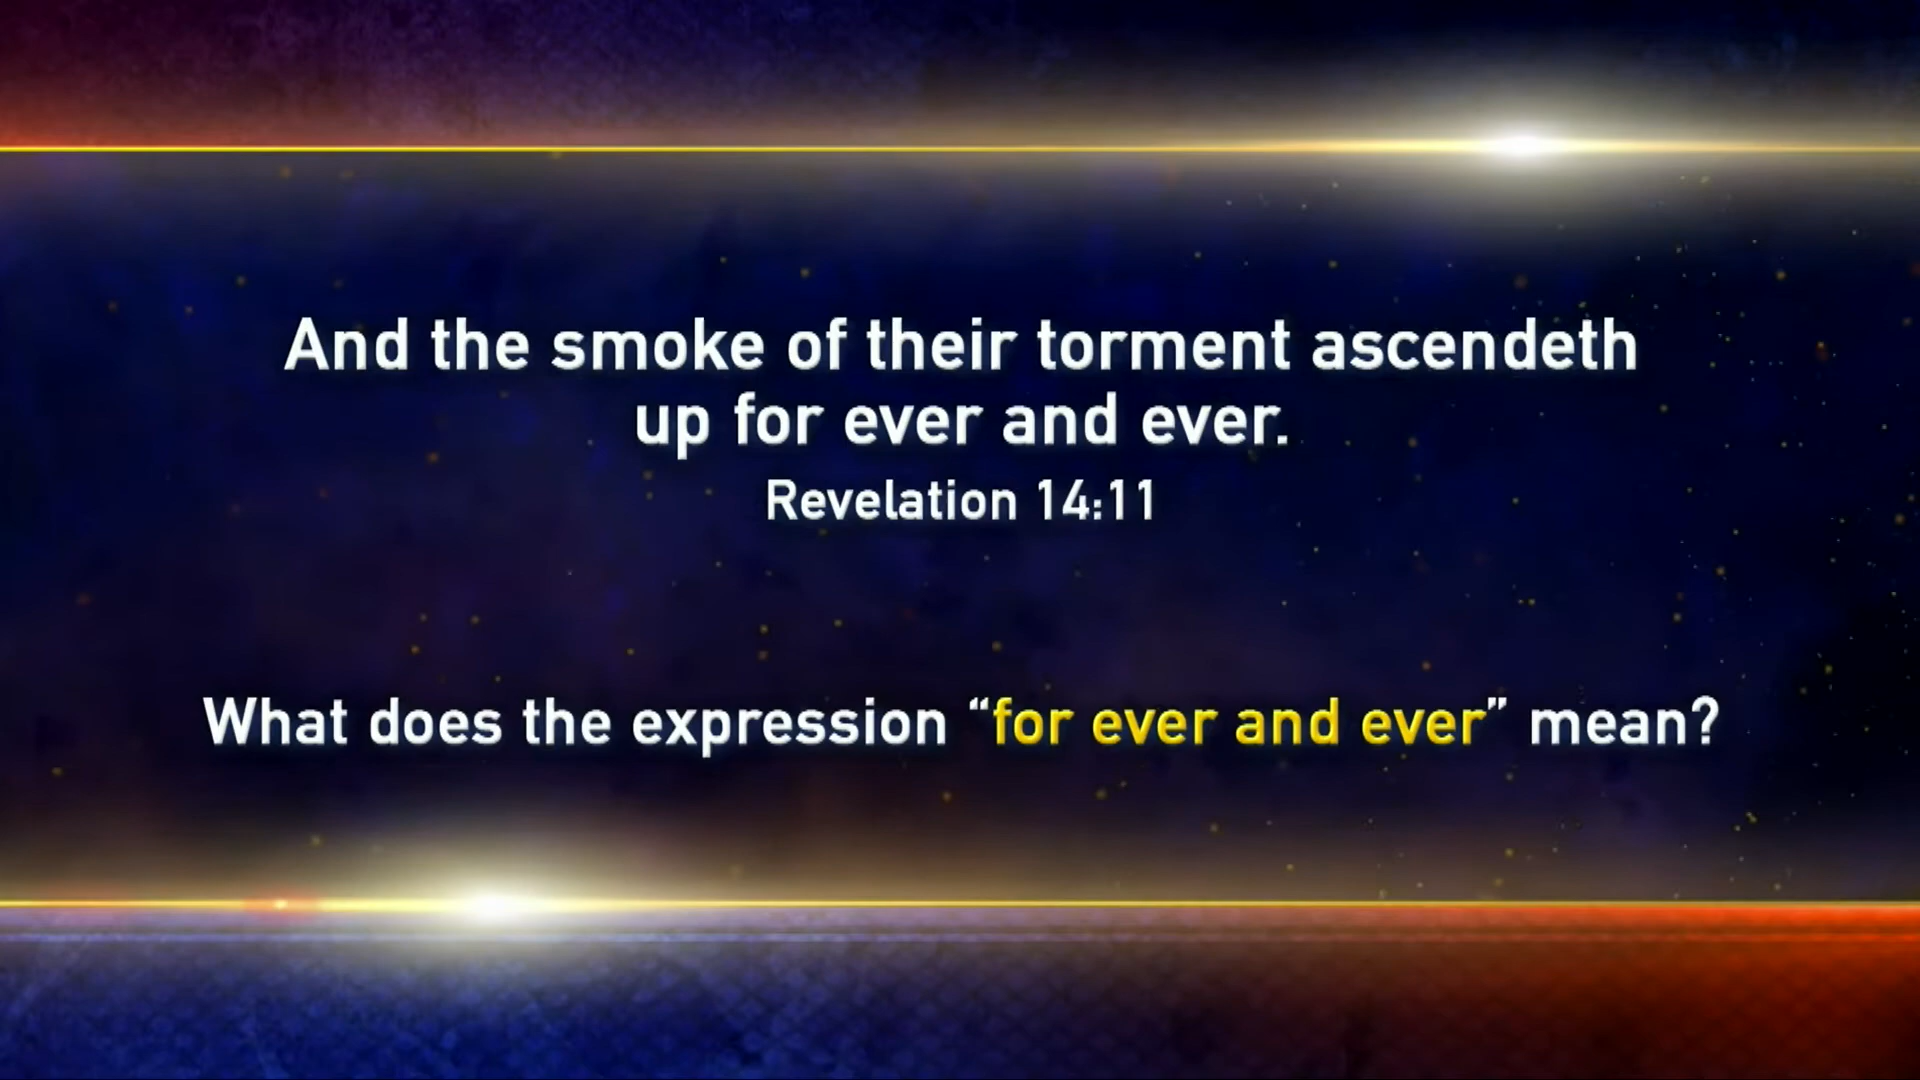 And the smoke of their torment ascendeth
up for ever and ever.
Revelation 14:11
What does the expression “for ever and ever” mean?